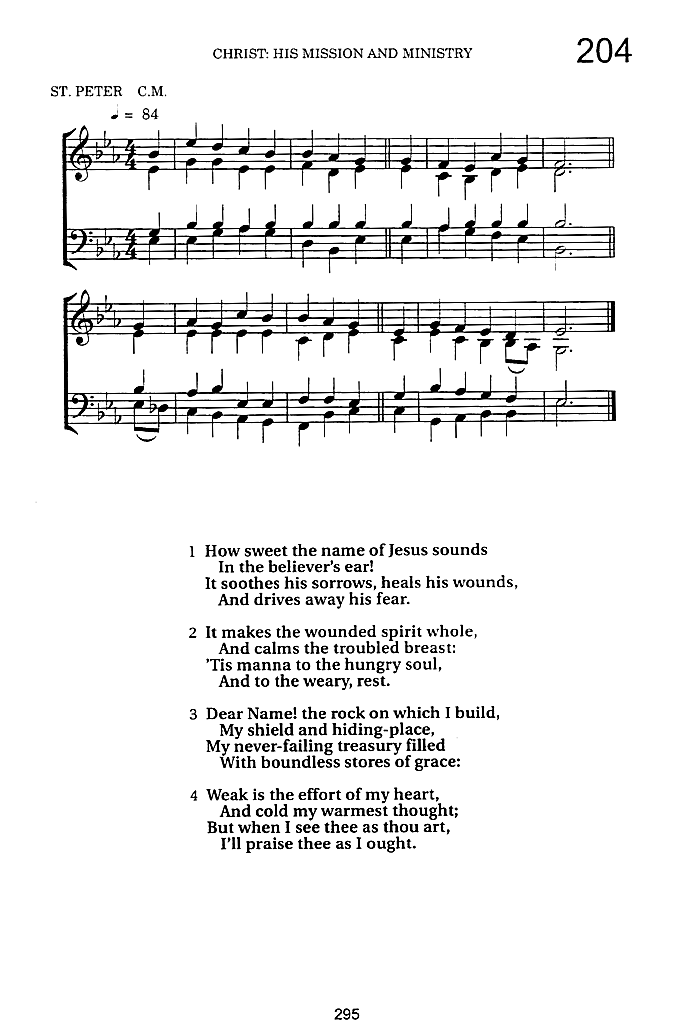 CHRIST: HIS MISSION AND MINISTRY
204
ST. PETER C.M.
♩ = 84
1 How sweet the name of Jesus sounds
In the believer's ear!
It soothes his sorrows, heals his wounds,
And drives away his fear.
2 It makes the wounded spirit whole,
And calms the troubled breast:
'Tis manna to the hungry soul,
And to the weary, rest.
3 Dear Name! the rock on which I build,
My shield and hiding-place,
My never-failing treasury filled
With boundless stores of grace:
4 Weak is the effort of my heart,
And cold my warmest thought;
But when I see thee as thou art,
I'll praise thee as I ought.
295